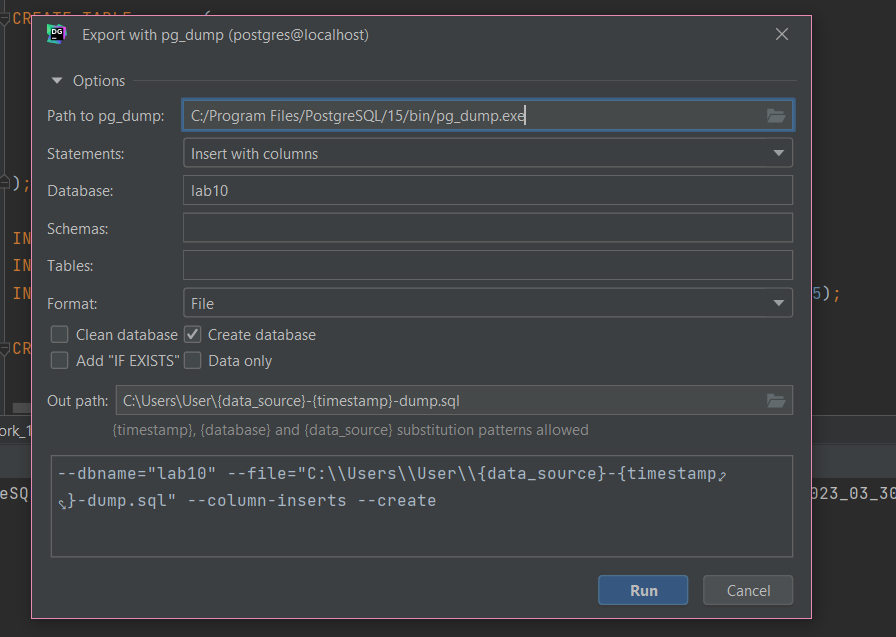 CREATE TABLE
DG
Export with pg_dump (postgres@localhost)
Options
Path to pg_dump: C:/Program Files/PostgreSQL/15/bin/pg_dump.exe
Statements: Insert with columns
Database: lab10
);
Schemas:
IN
Tables:
IN
IN
Format: File
5);
Clean database Create database
CR
Add "IF EXISTS" Data only
Out path: C:\Users\User\{data_source}-{timestamp}-dump.sql
{timestamp}, {database} and {data_source} substitution patterns allowed
ork_1
--dbname="lab10" --file="C:\\Users\\User\\{data_source}-{timestamp
eSQ
023_03_30
}-dump.sql" --column-inserts --create
Run Cancel